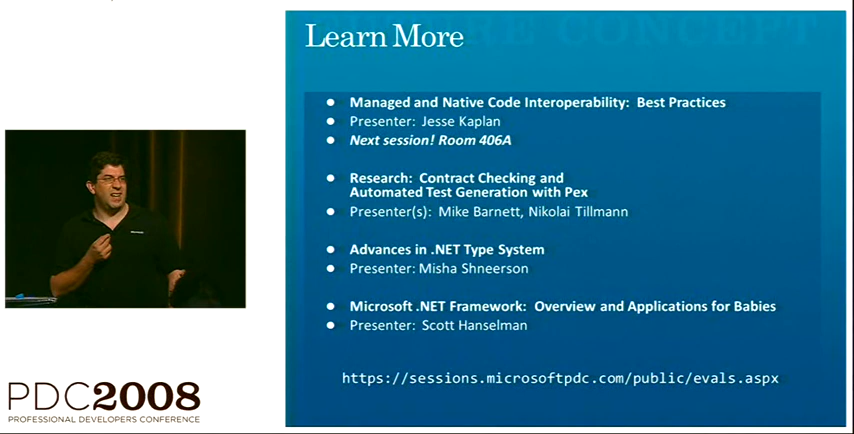 Learn More
Managed and Native Code Interoperability: Best Practices
Presenter: Jesse Kaplan
Next session! Room 406A
Research: Contract Checking and
Automated Test Generation with Pex
Presenter(s): Mike Barnett, Nikolai Tillmann
Advances in .NET Type System
Presenter: Misha Shneerson
Microsoft .NET Framework: Overview and Applications for Babies
Presenter: Scott Hanselman
https://sessions.microsoftpdc.com/public/evals.aspx
PDC2008
PROFESSIONAL DEVELOPERS CONFERENCE